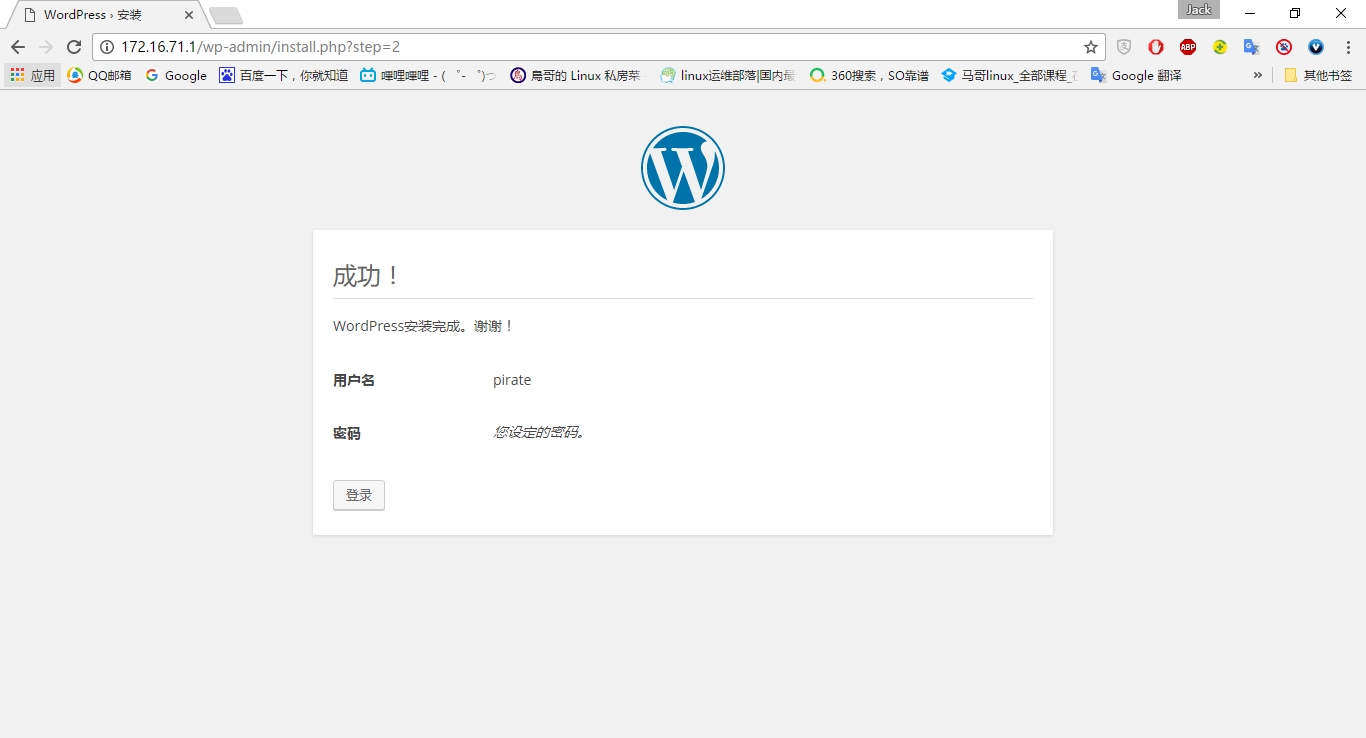 WordPress › 安装
Jack
172.16.71.1/wp-admin/install.php?step=2
ABP
应用 QQ邮箱 Google 百度一下，你就知道 哔哩哔哩 - ( ゜- ゜)つ 鳥哥的 Linux 私房菜 linux运维部落|国内最 360搜索，SO靠谱 马哥linux_全部课程_ Google 翻译 » 其他书签
成功！
WordPress安装完成。谢谢！
用户名 pirate
密码 您设定的密码。
登录